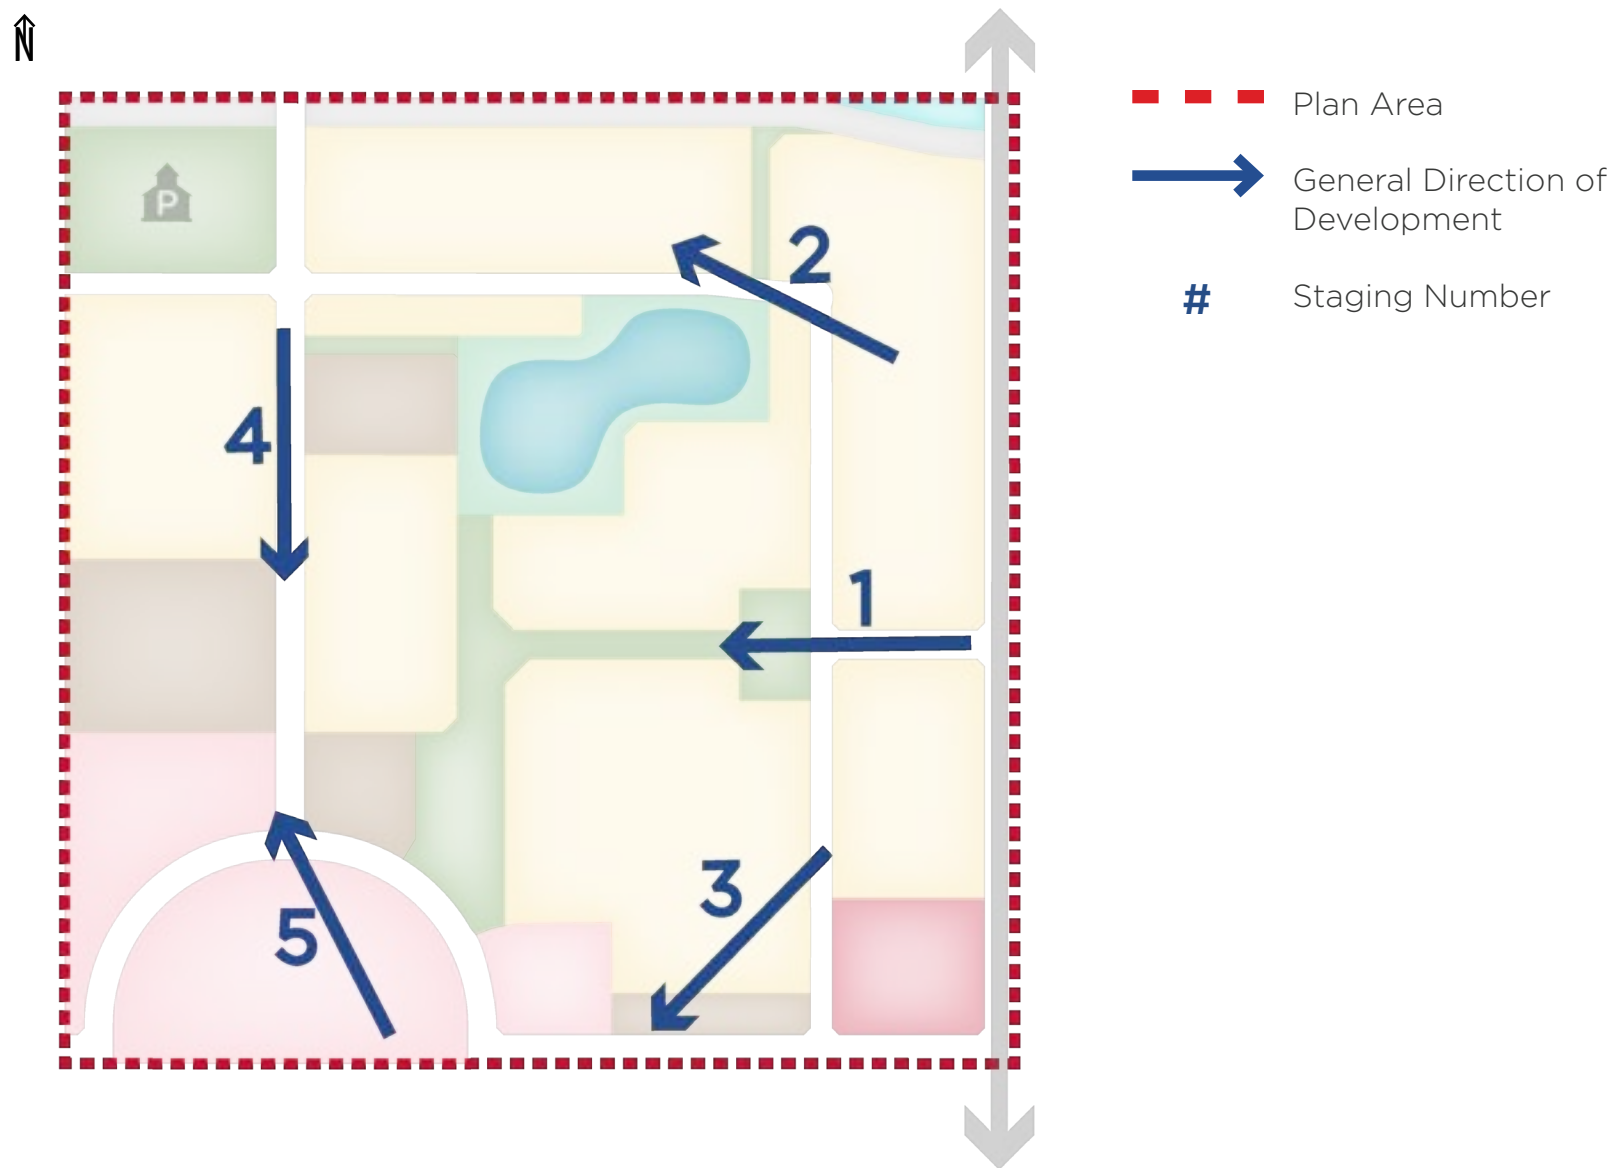 N
Plan Area
General Direction of
Development
# Staging Number
P
2
4
1
3
5